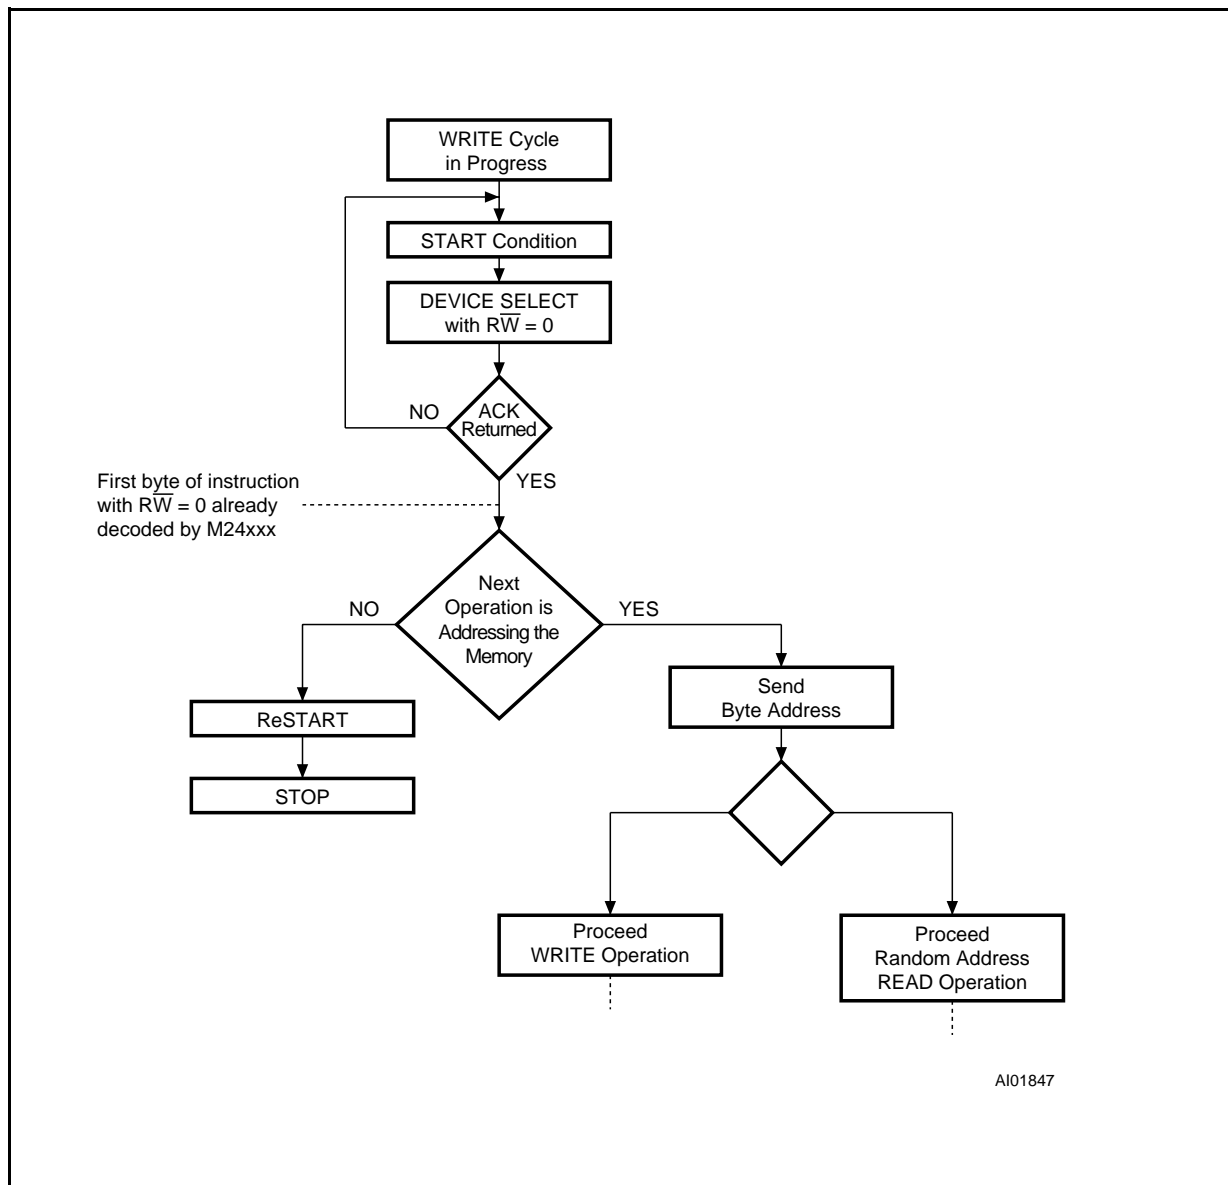 WRITE Cycle
in Progress
START Condition
DEVICE SELECT
with RW̅ = 0
NO
ACK
Returned
YES
First byte of instruction
with RW̅ = 0 already
decoded by M24xxx
Next
Operation is
Addressing the
Memory
NO
YES
ReSTART
STOP
Send
Byte Address
Proceed
WRITE Operation
Proceed
Random Address
READ Operation
AI01847